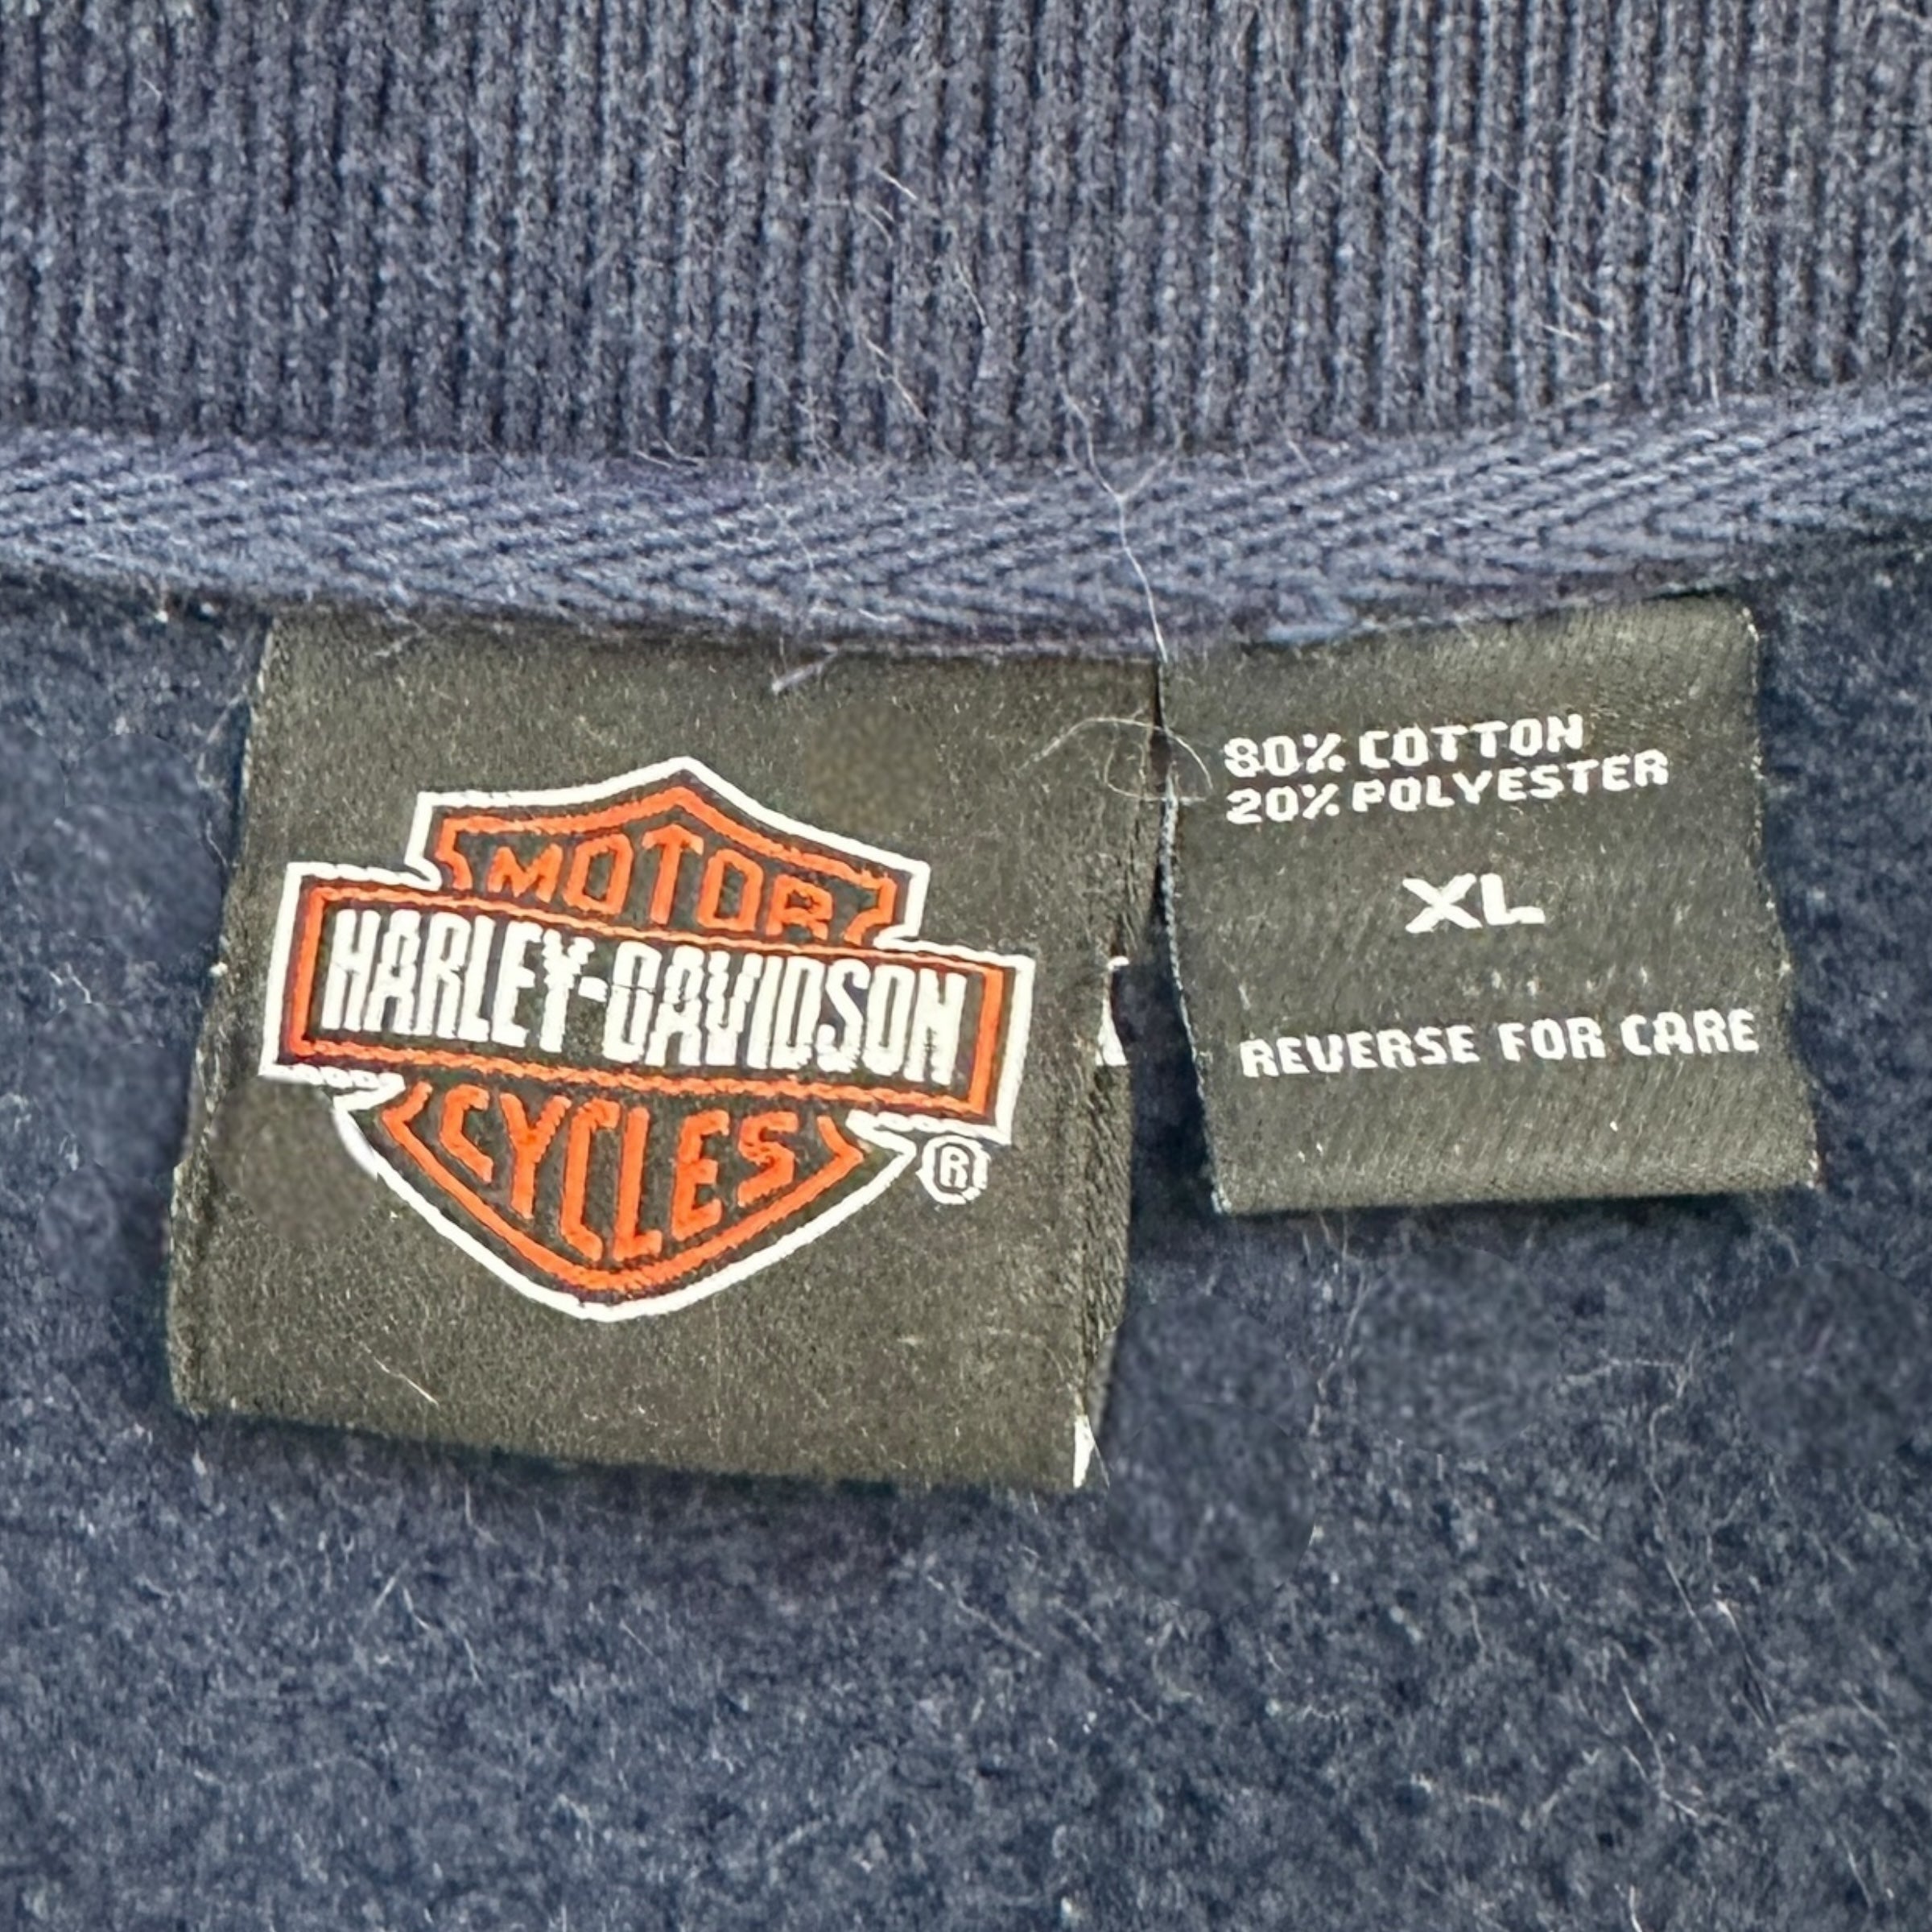 MOTOR
HARLEY-DAVIDSON
CYCLES
®
80% COTTON
20% POLYESTER
XL
REVERSE FOR CARE